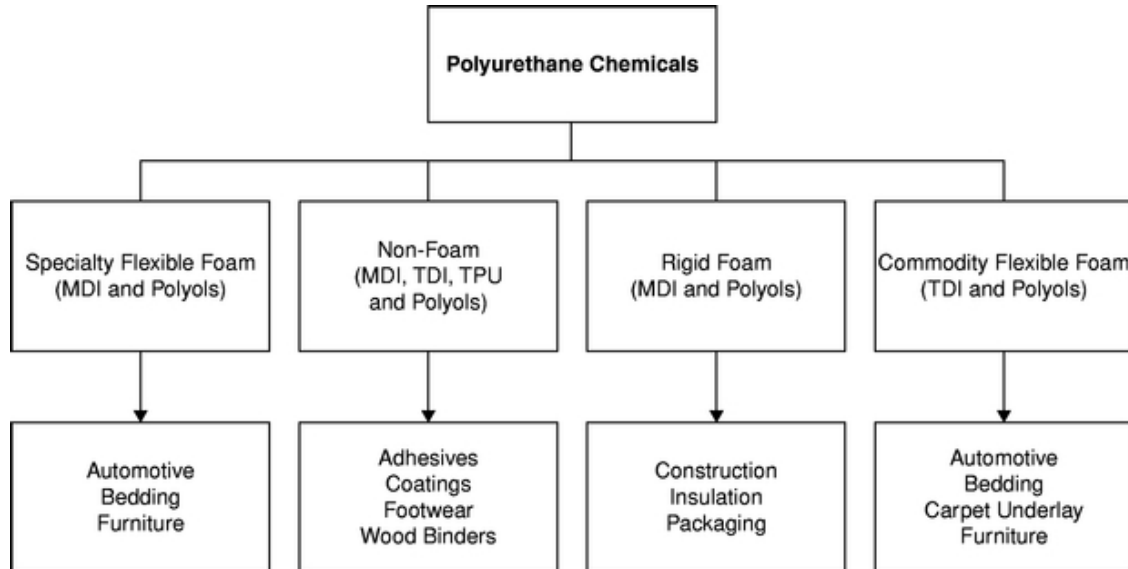 Polyurethane Chemicals
Specialty Flexible Foam
(MDI and Polyols)
Non-Foam
(MDI, TDI, TPU
and Polyols)
Rigid Foam
(MDI and Polyols)
Commodity Flexible Foam
(TDI and Polyols)
Automotive
Bedding
Furniture
Adhesives
Coatings
Footwear
Wood Binders
Construction
Insulation
Packaging
Automotive
Bedding
Carpet Underlay
Furniture